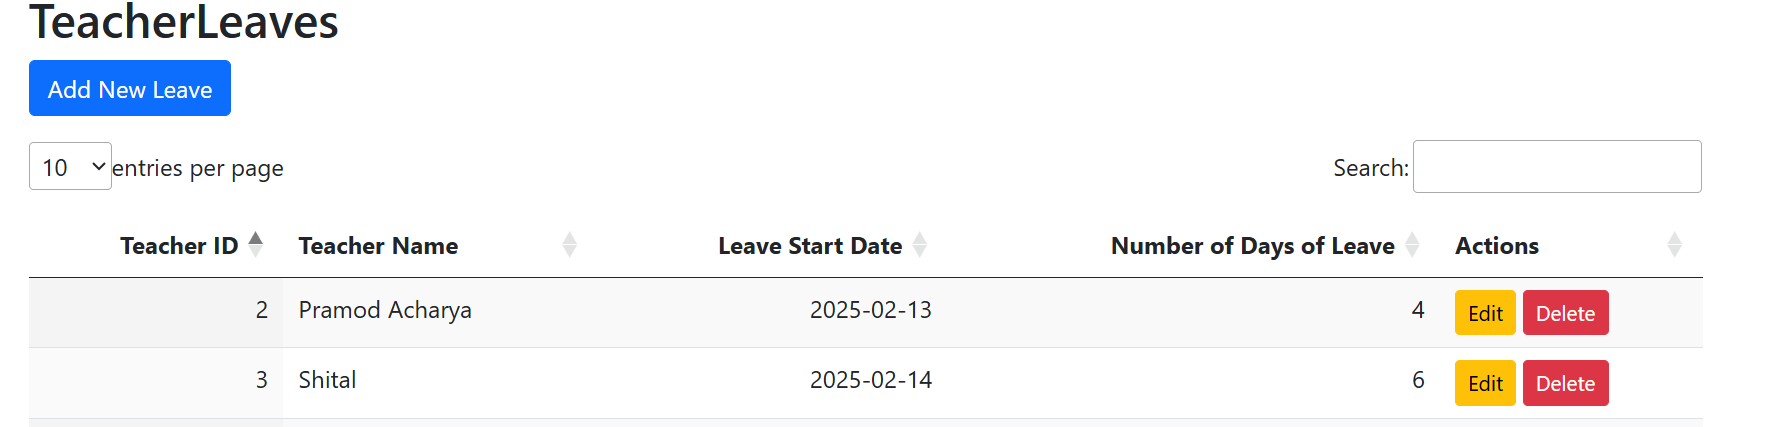 TeacherLeaves
Add New Leave
10 entries per page Search:
Teacher ID Teacher Name Leave Start Date Number of Days of Leave Actions
2 Pramod Acharya 2025-02-13 4 Edit Delete
3 Shital 2025-02-14 6 Edit Delete